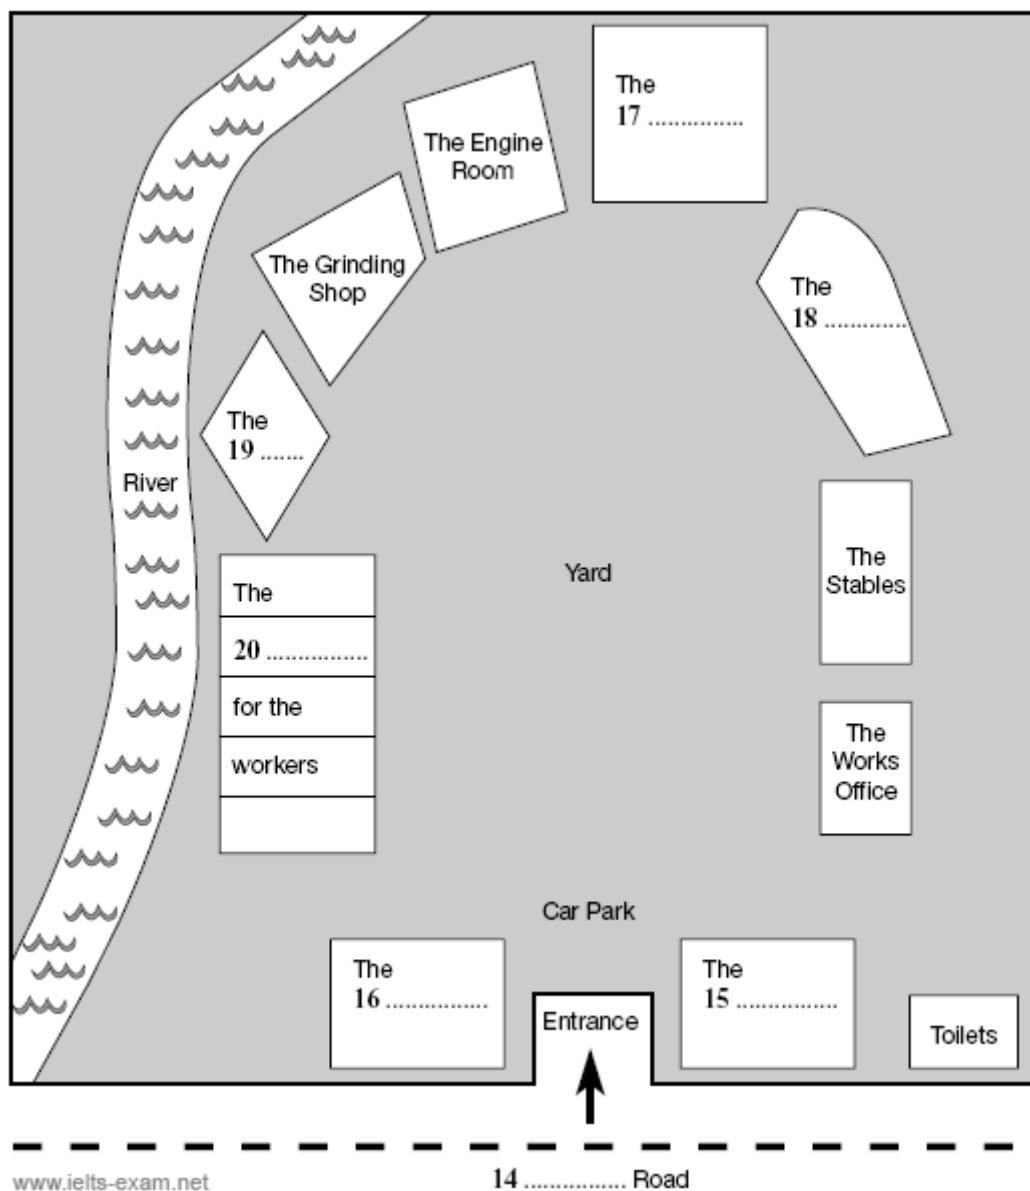 The
17 ...............
The Engine
Room
The Grinding
Shop
The
18 .............
The
19 .......
River
The
20 .................
for the
workers
Yard
The
Stables
The
Works
Office
Car Park
The
16 .................
Entrance
The
15 .................
Toilets
14 ................ Road
www.ielts-exam.net